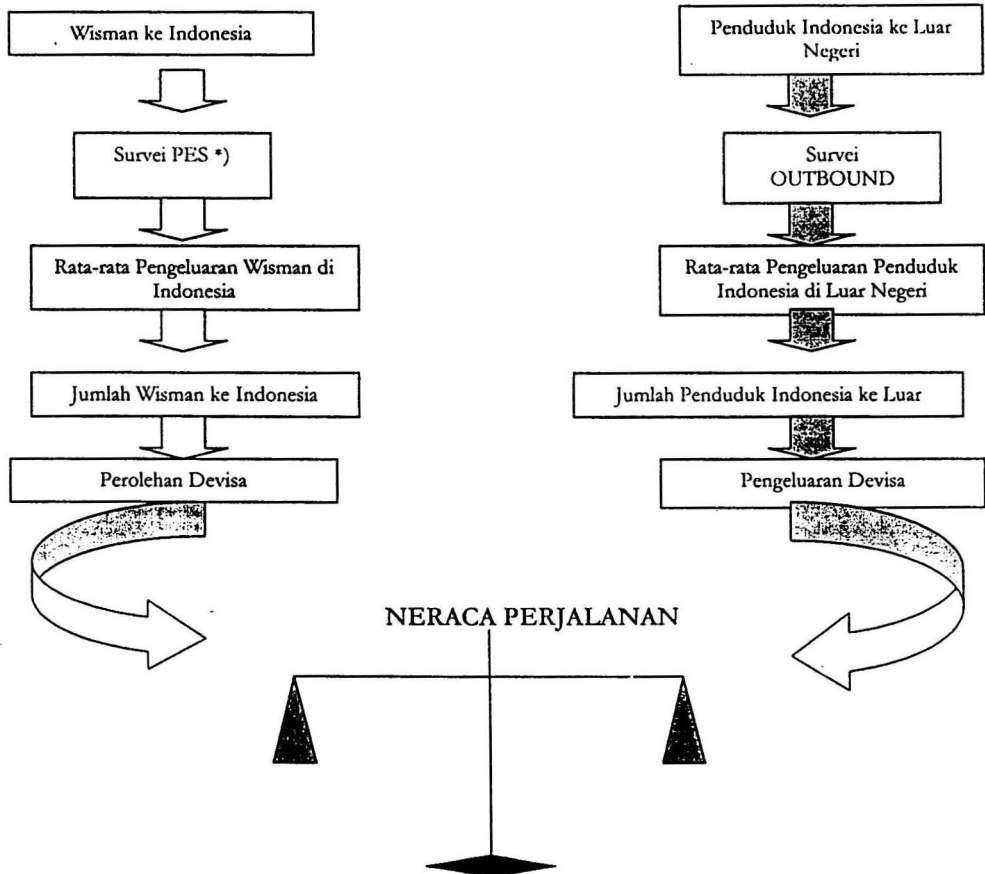 Wisman ke Indonesia
Survei PES *)
Rata-rata Pengeluaran Wisman di
Indonesia
Jumlah Wisman ke Indonesia
Perolehan Devisa
Penduduk Indonesia ke Luar
Negeri
Survei
OUTBOUND
Rata-rata Pengeluaran Penduduk
Indonesia di Luar Negeri
Jumlah Penduduk Indonesia ke Luar
Pengeluaran Devisa
NERACA PERJALANAN